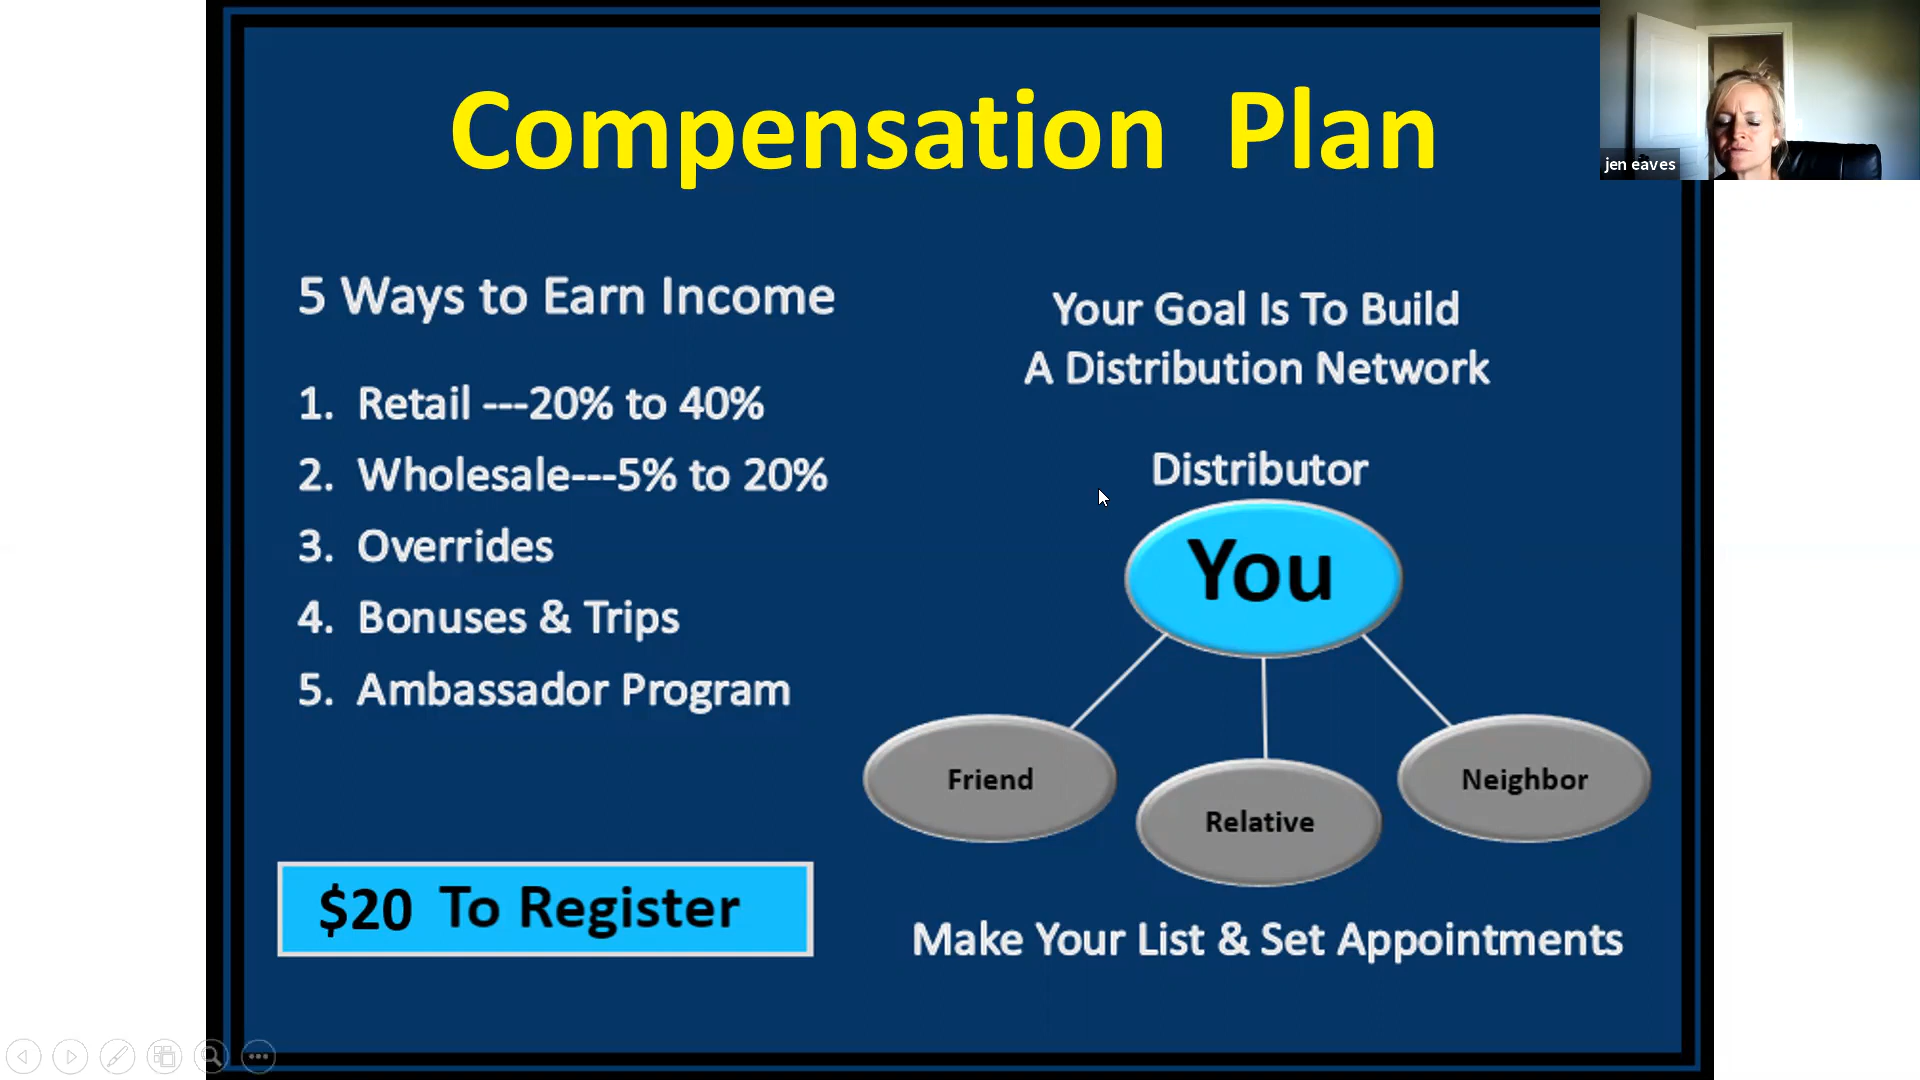 Compensation Plan
jen eaves
5 Ways to Earn Income
1. Retail ---20% to 40%
2. Wholesale---5% to 20%
3. Overrides
4. Bonuses & Trips
5. Ambassador Program
$20 To Register
Your Goal Is To Build
A Distribution Network
Distributor
You
Friend
Relative
Neighbor
Make Your List & Set Appointments